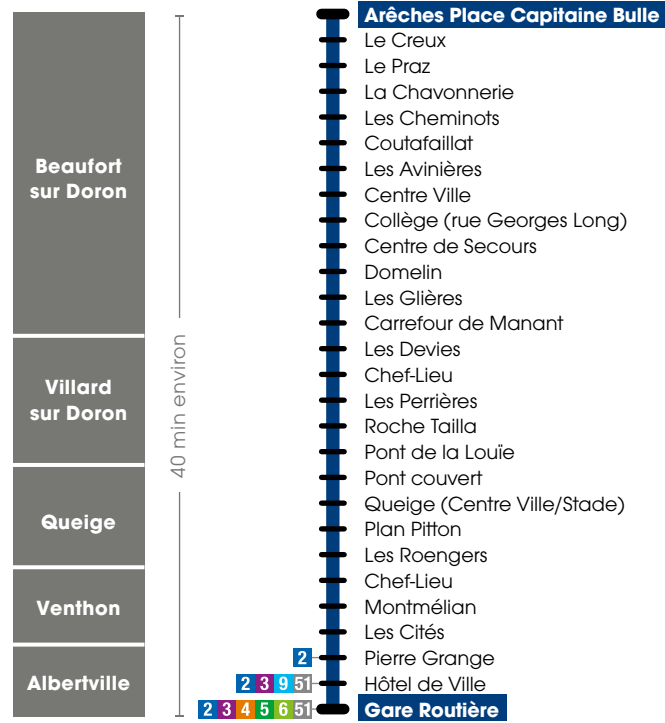 Arêches Place Capitaine Bulle
Le Creux
Le Praz
La Chavonnerie
Les Cheminots
Coutafaillat
Beaufort
sur Doron
Les Avinières
Centre Ville
Collège (rue Georges Long)
Centre de Secours
Domelin
Les Glières
Carrefour de Manant
40 min environ
Les Devies
Villard
sur Doron
Chef-Lieu
Les Perrières
Roche Tailla
Pont de la Louïe
Pont couvert
Queige
Queige (Centre Ville/Stade)
Plan Pitton
Les Roengers
Venthon
Chef-Lieu
Montmélian
Les Cités
Albertville
2 Pierre Grange
2 3 9 51 Hôtel de Ville
2 3 4 5 6 51 Gare Routière